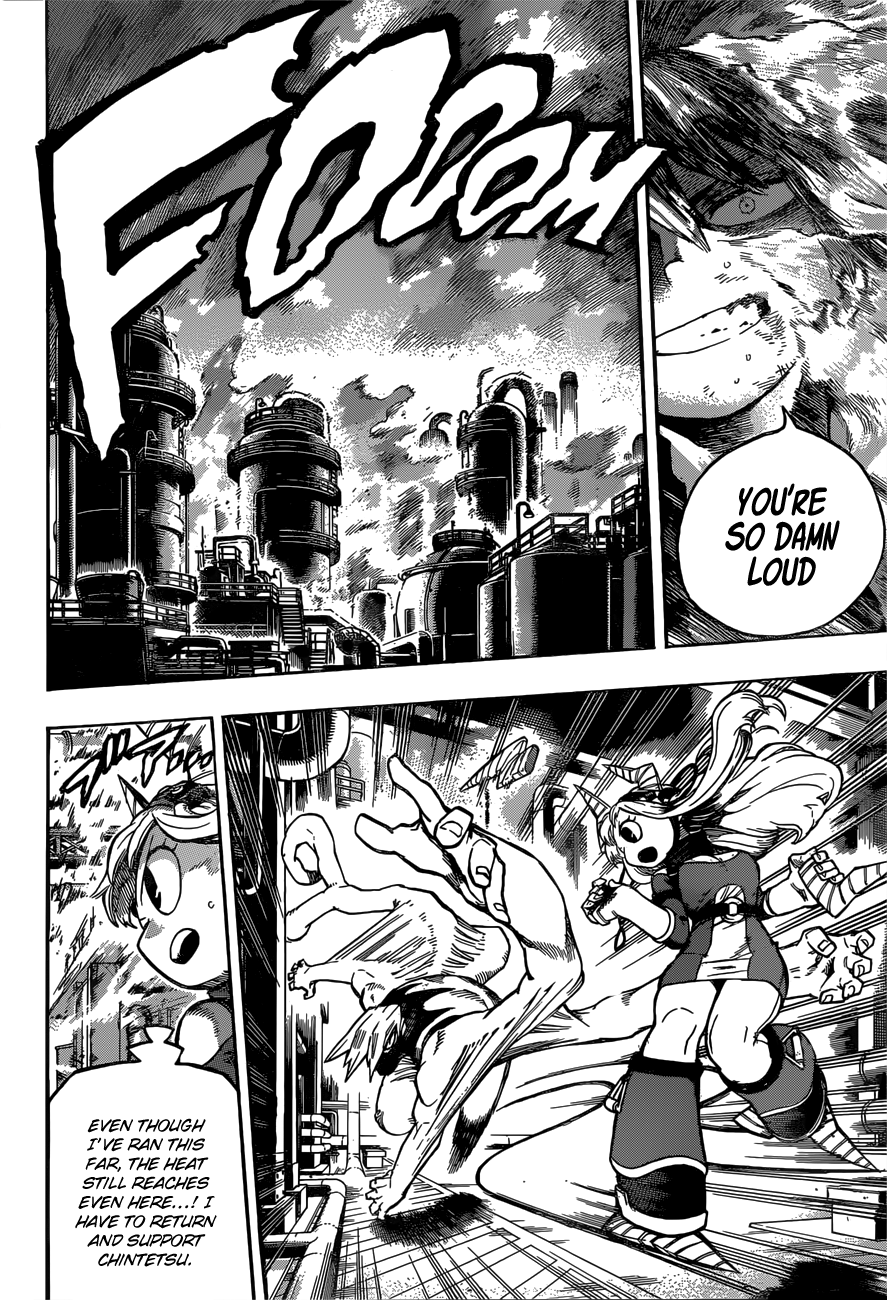 YOU'RE
SO DAMN
LOUD
FOOOM
EVEN THOUGH
I'VE RAN THIS
FAR, THE HEAT
STILL REACHES
EVEN HERE...! I
HAVE TO RETURN
AND SUPPORT
CHINTETSU.